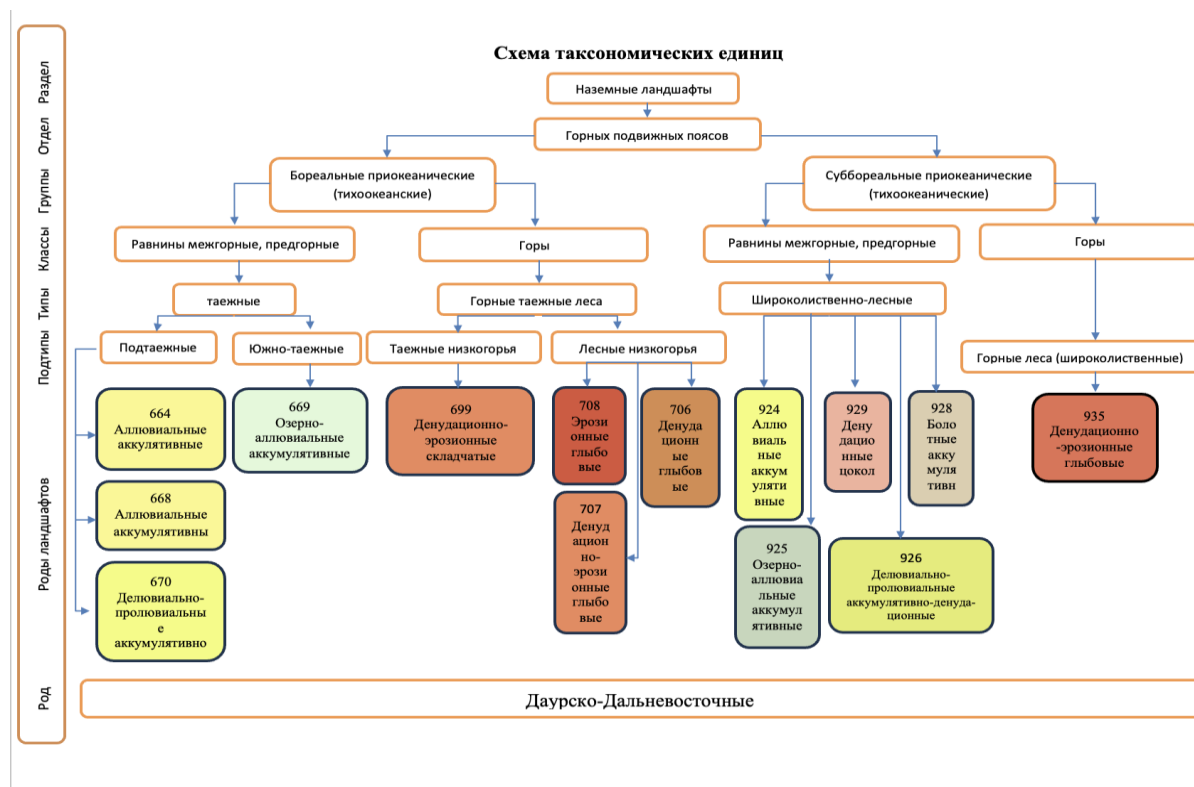 Схема таксономических единиц
Раздел
Наземные ландшафты
Отдел
Горных подвижных поясов
Группы
Бореальные приокеанические
(тихоокеанские)
Суббореальные приокеанические
(тихоокеанические)
Классы
Равнины межгорные, предгорные
Горы
Равнины межгорные, предгорные
Горы
Типы
таежные
Горные таежные леса
Широколиственно-лесные
Подтипы
Подтаежные
Южно-таежные
Таежные низкогорья
Лесные низкогорья
Горные леса (широколиственные)
Роды ландшафтов
664
Аллювиальные
аккулятивные
669
Озерно-
аллювиальные
аккумулятивные
699
Денудационно-
эрозионные
складчатые
708
Эрози
онные
глыбо
вые
706
Денуда
ционн
ые
глыбов
ые
924
Алл
ювиаль
ные
аккум
уляти
вные
929
Ден
удацио
нные
цокол
928
Боло
тные
акку
муля
тивн
935
Денудационно
-эрозионные
глыбовые
668
Аллювиальные
аккумулятивны
707
Денуд
ацион
но-
эрози
онные
глыбо
вые
925
Озерно-
аллювиа
льные
аккумул
ятивные
926
Делювиально-
пролювиальные
аккумулятивно-денуда-
ционные
670
Делювиально-
пролювиальны
е
аккумулятивно
Род
Даурско-Дальневосточные